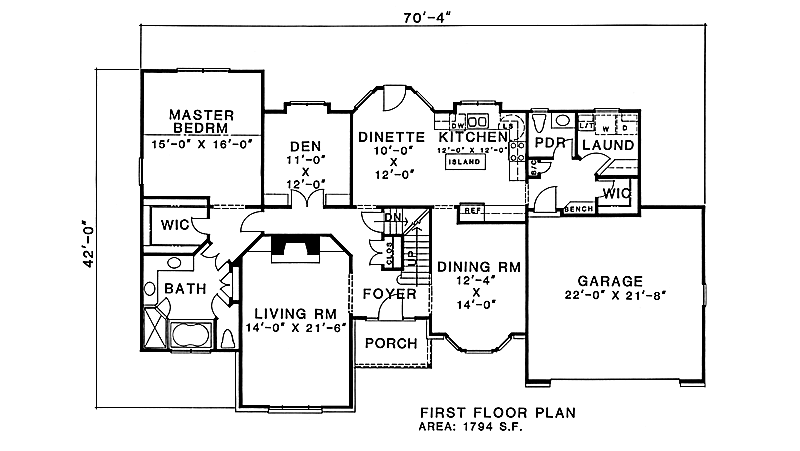 70'-4"
MASTER
BEDRM
15'-0" X 16'-0"
DEN
11'-0"
X
12'-0"
DINETTE
10'-0"
X
12'-0"
KITCHEN
12'-0" X 12'-0"
ISLAND
DW
LS
PDR
L/T
W
D
LAUND
B/C
WIC
BENCH
REF
42'-0"
WIC
BATH
DN
CLOS
UP
FOYER
LIVING RM
14'-0" X 21'-6"
PORCH
DINING RM
12'-4"
X
14'-0"
GARAGE
22'-0" X 21'-8"
FIRST FLOOR PLAN
AREA: 1794 S.F.